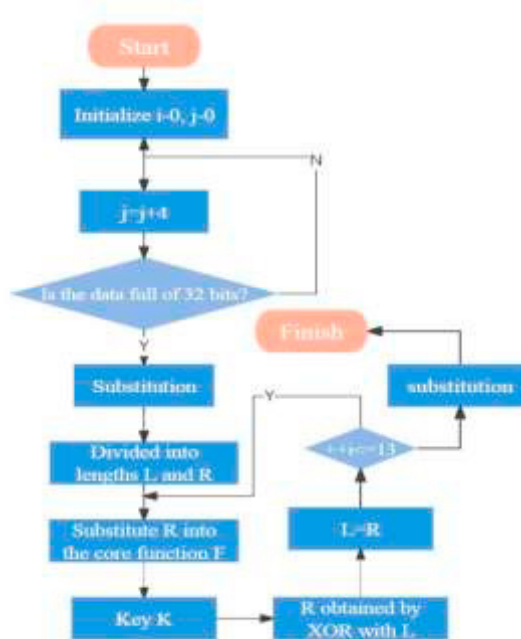 Start
Initialize i-0, j-0
N
j=j+4
Is the data full of 32 bits?
Y
Finish
Substitution
substitution
Y
Divided into
lengths L and R
++i<=13
Substitute R into
the core function F
L=R
Key K
R obtained by
XOR with L